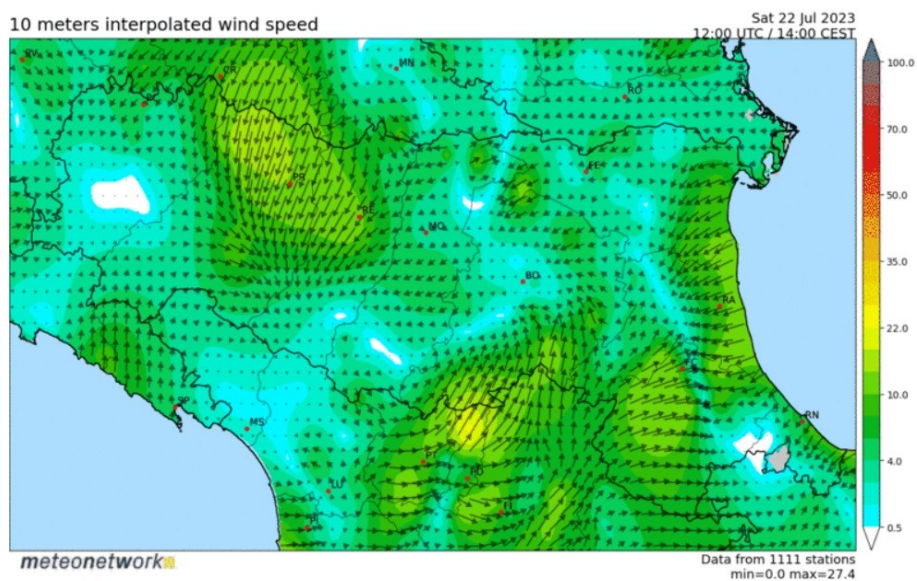 10 meters interpolated wind speed
Sat 22 Jul 2023
12:00 UTC / 14:00 CEST
PV
CR
MN
RO
PC
FE
PR
RE
MO
BO
RA
SP
MS
RN
PT
PO
LU
FI
PI
100.0
70.0
50.0
35.0
22.0
10.0
4.0
0.5
meteonetwork
Data from 1111 stations
min=0.0 max=27.4